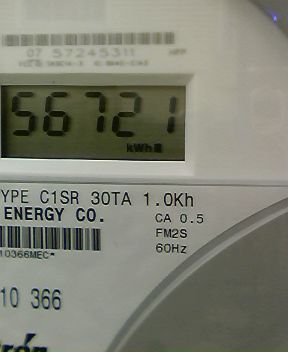 07 57245311
56721
kWh
YPE C1SR 30TA 1.0Kh
ENERGY CO.
CA 0.5
FM2S
60Hz
10366MEC*
10 366